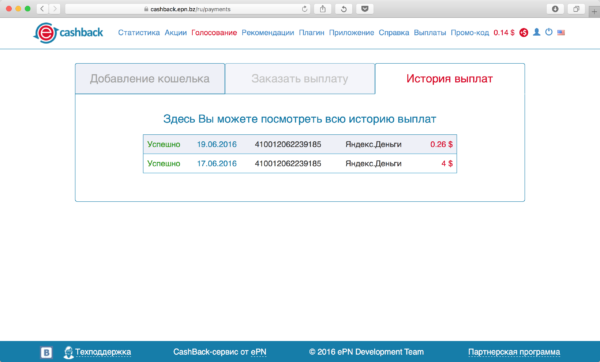 cashback.epn.bz/ru/payments
e cashback Статистика Акции Голосование Рекомендации Плагин Приложение Справка Выплаты Промо-код 0.14 $ +5
Добавление кошелька Заказать выплату История выплат
Здесь Вы можете посмотреть всю историю выплат
Успешно 19.06.2016 410012062239185 Яндекс.Деньги 0.26 $
Успешно 17.06.2016 410012062239185 Яндекс.Деньги 4 $
B Техподдержка CashBack-сервис от ePN © 2016 ePN Development Team Партнерская программа